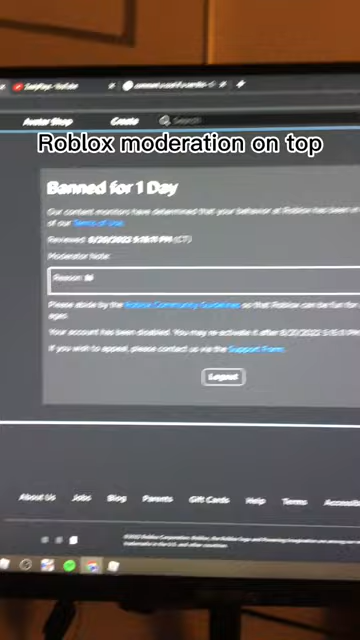 Avatar Shop Create Search
Roblox moderation on top
Banned for 1 Day
Our content monitors have determined that your behavior at Roblox has been in
of our Terms of Use.
Reviewed: (CT)
Moderator Note:
Reason:
Please abide by the Roblox Community Guidelines so that Roblox can be fun for
ages.
Your account has been disabled. You may re-activate it after
If you wish to appeal, please contact us via the Support Form.
Logout
About Us Jobs Blog Parents Gift Cards Help Terms